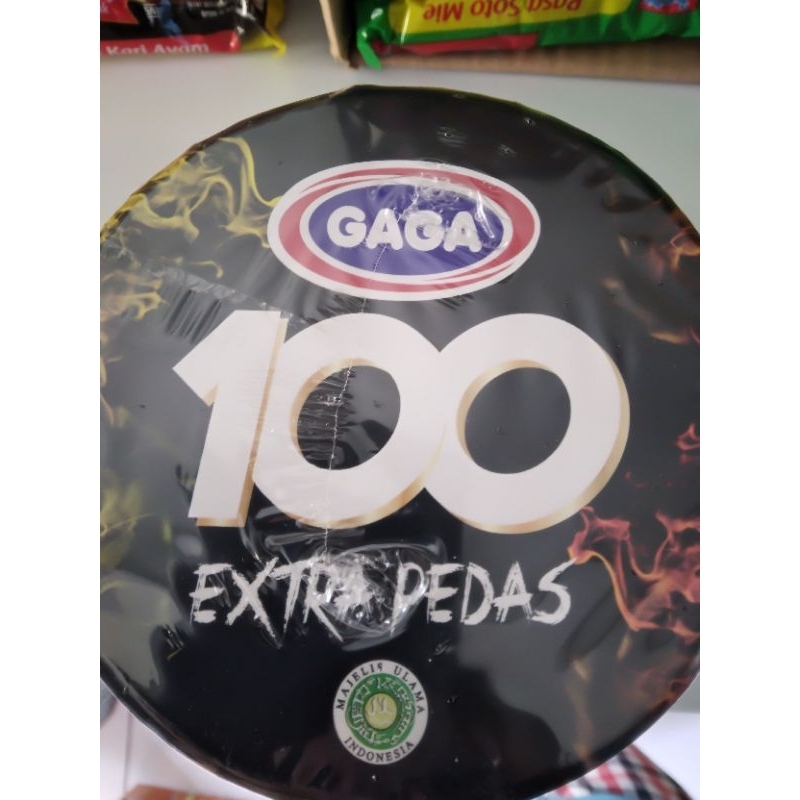 Kari Ayam
Rasa Soto Mie
GAGA
100
EXTRA PEDAS
MAJELIS ULAMA
INDONESIA